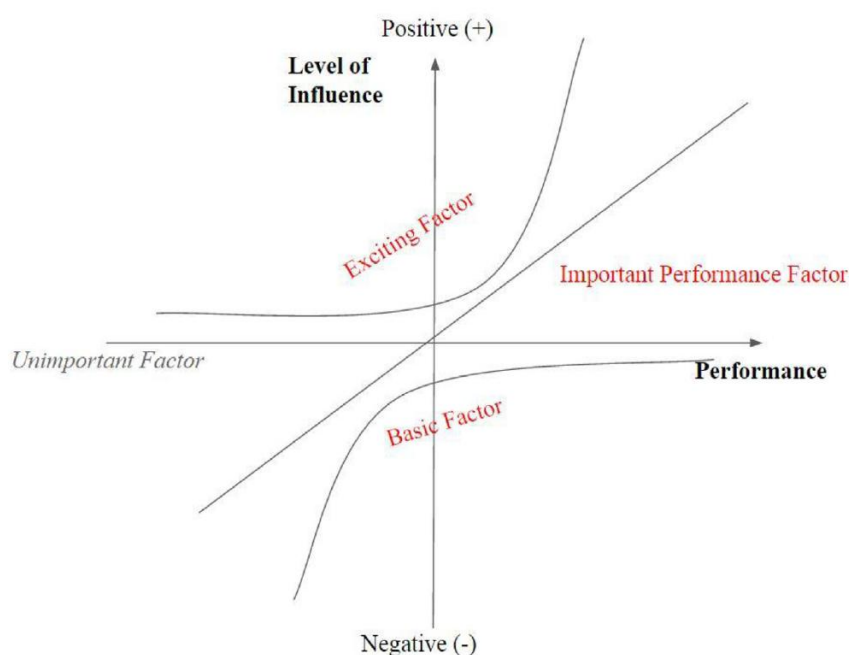 Positive (+)
Level of
Influence
Exciting Factor
Important Performance Factor
Unimportant Factor
Performance
Basic Factor
Negative (-)